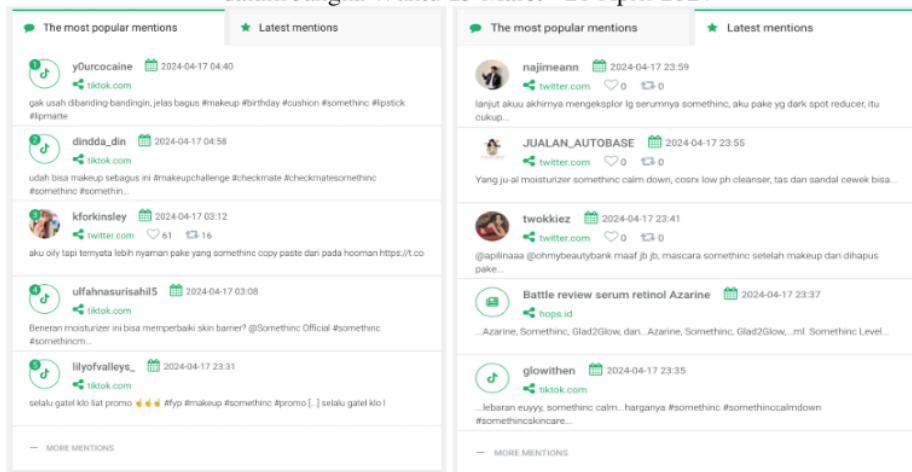 The most popular mentions
Latest mentions
1
y0urcocaine 2024-04-17 04:40
tiktok.com
gak usah dibanding-bandingin, jelas bagus #makeup #birthday #cushion #somethinc #lipstick
#lipmatte
2
dindda_din 2024-04-17 04:58
tiktok.com
udah bisa makeup sebagus ini #makeupchallenge #checkmate #checkmatesomethinc
#somethinc #somethin...
3
kforkinsley 2024-04-17 03:12
twitter.com 61 16
aku oily tapi ternyata lebih nyaman pake yang somethinc copy paste dari pada hooman https://t.co
4
ulfahnasurisahil5 2024-04-17 03:08
tiktok.com
Beneran moisturizer ini bisa memperbaiki skin barrier? @Somethinc Official #somethinc
#somethincm...
5
lilyofvalleys_ 2024-04-17 23:31
tiktok.com
selalu gatel klo liat promo ☝☝☝ #fyp #makeup #somethinc #promo [...] selalu gatel klo l
MORE MENTIONS
The most popular mentions
Latest mentions
najimeann 2024-04-17 23:59
twitter.com 0 0
lanjut akuu akhirnya mengeksplor lg serumnya somethinc, aku pake yg dark spot reducer, itu
cukup...
JUALAN_AUTOBASE 2024-04-17 23:55
twitter.com 0 0
Yang ju-al moisturizer somethinc calm down, cosrx low ph cleanser, tas dan sandal cewek bisa...
twokkiez 2024-04-17 23:41
twitter.com 0 0
@apilinaaa @ohmybeautybank maaf jb jb, mascara somethinc setelah makeup dan dihapus
pake...
Battle review serum retinol Azarine 2024-04-17 23:37
hops.id
...Azarine, Somethinc, Glad2Glow, dan...Azarine, Somethinc, Glad2Glow,...ml. Somethinc Level...
glowithen 2024-04-17 23:35
tiktok.com
...lebaran euyyy, somethinc calm...harganya #somethinc #somethinccalmdown
#somethincskincare...
MORE MENTIONS